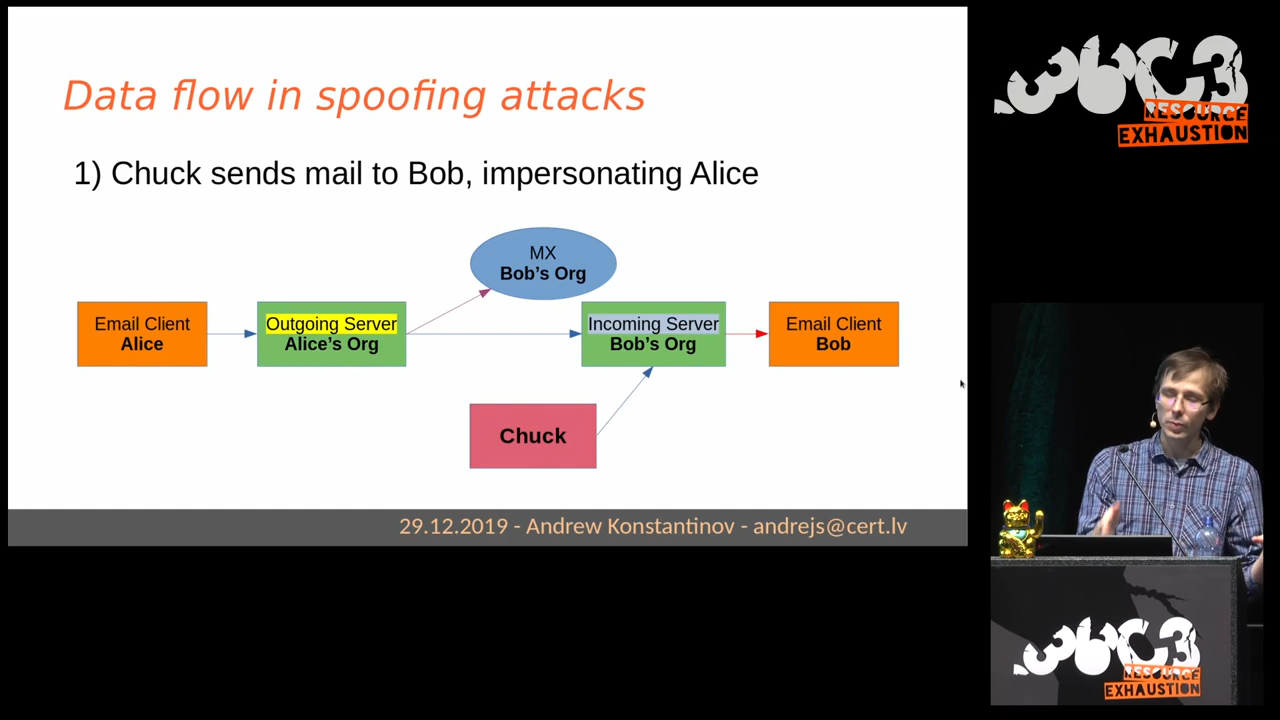 Data flow in spoofing attacks
1) Chuck sends mail to Bob, impersonating Alice
MX
Bob's Org
Email Client
Alice
Outgoing Server
Alice's Org
Incoming Server
Bob's Org
Email Client
Bob
Chuck
29.12.2019 - Andrew Konstantinov - andrejs@cert.lv
36C3
RESOURCE
EXHAUSTION
36C3
RESOURCE
EXHAUSTION